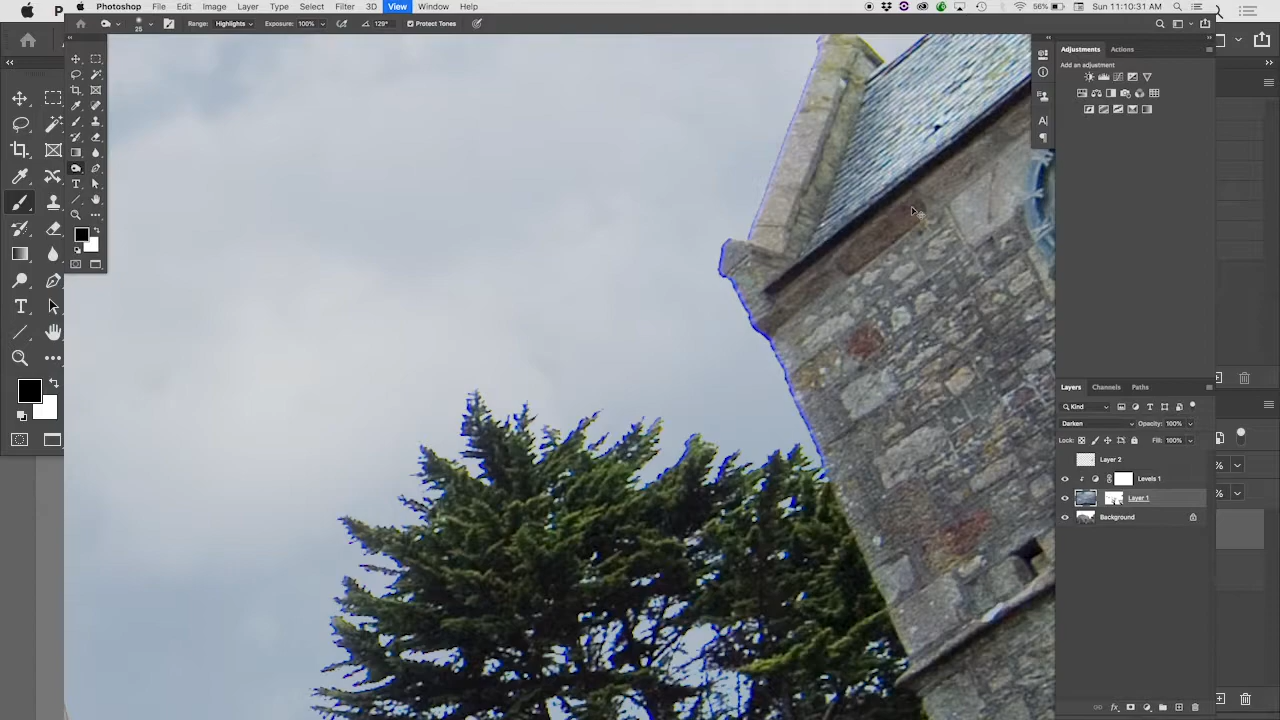 Photoshop File Edit Image Layer Type Select Filter 3D View Window Help 56% Sun 11:10:31 AM
25 Range: Highlights Exposure: 100% 129° Protect Tones
Adjustments Actions
Add an adjustment
Layers Channels Paths
Kind
Darken Opacity: 100%
Lock: Fill: 100%
Layer 2
Levels 1
Layer 1
Background